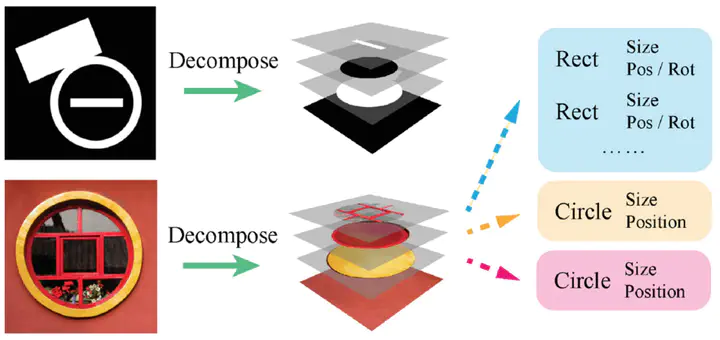 Decompose
Decompose
Rect Size
Pos / Rot
Rect Size
Pos / Rot
......
Circle Size
Position
Circle Size
Position